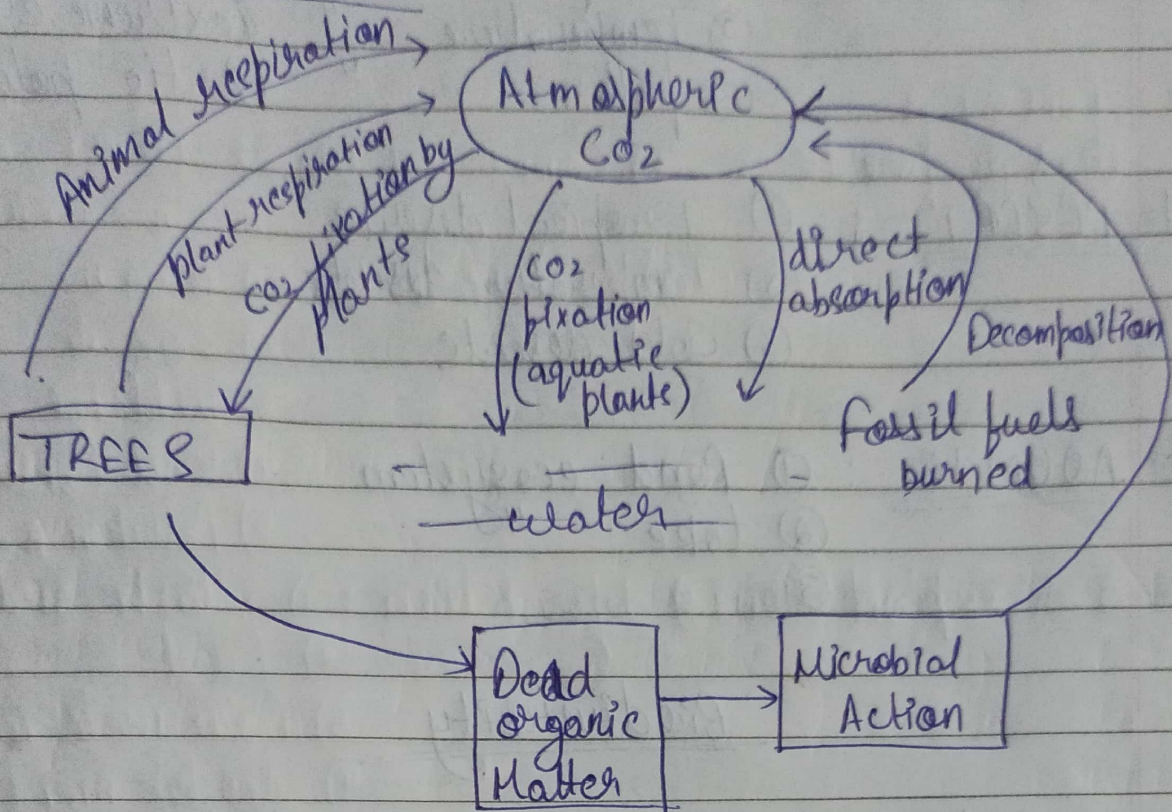 Animal respiration
Atmospheric
CO2
plant respiration
CO2 fixation by
plants
CO2
fixation
(aquatic
plants)
direct
absorption
Decomposition
Fossil fuels
burned
TREES
water
Dead
organic
Matter
Microbial
Action